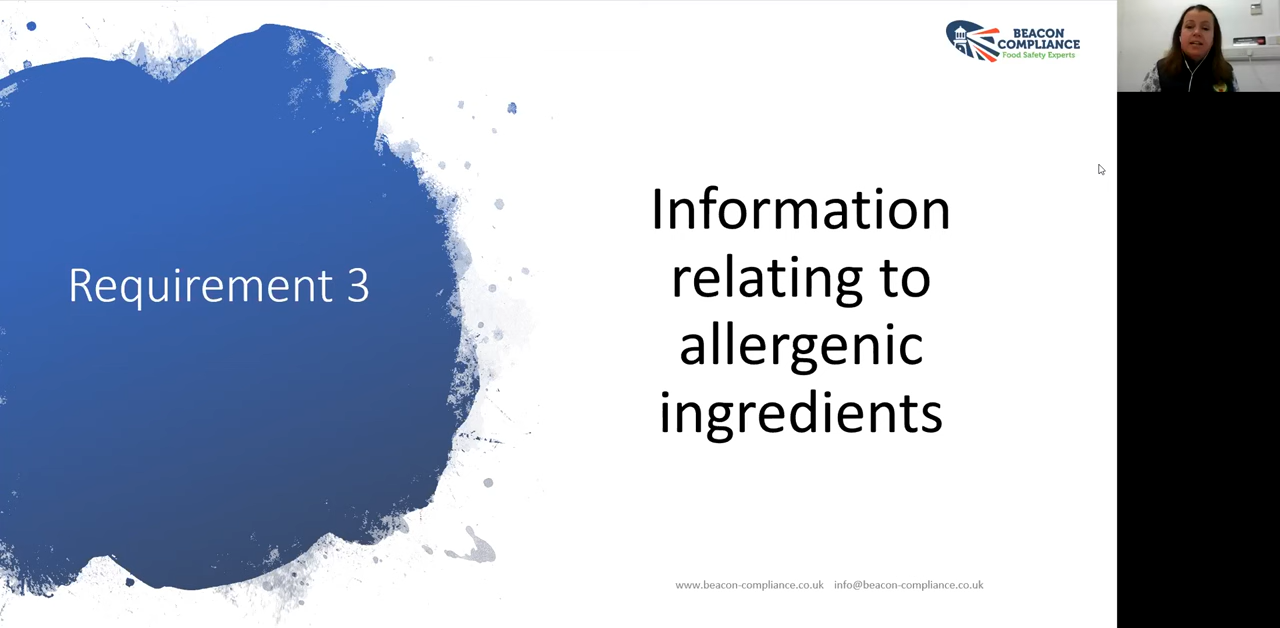 BEACON
COMPLIANCE
Food Safety Experts
Requirement 3
Information
relating to
allergenic
ingredients
www.beacon-compliance.co.uk info@beacon-compliance.co.uk